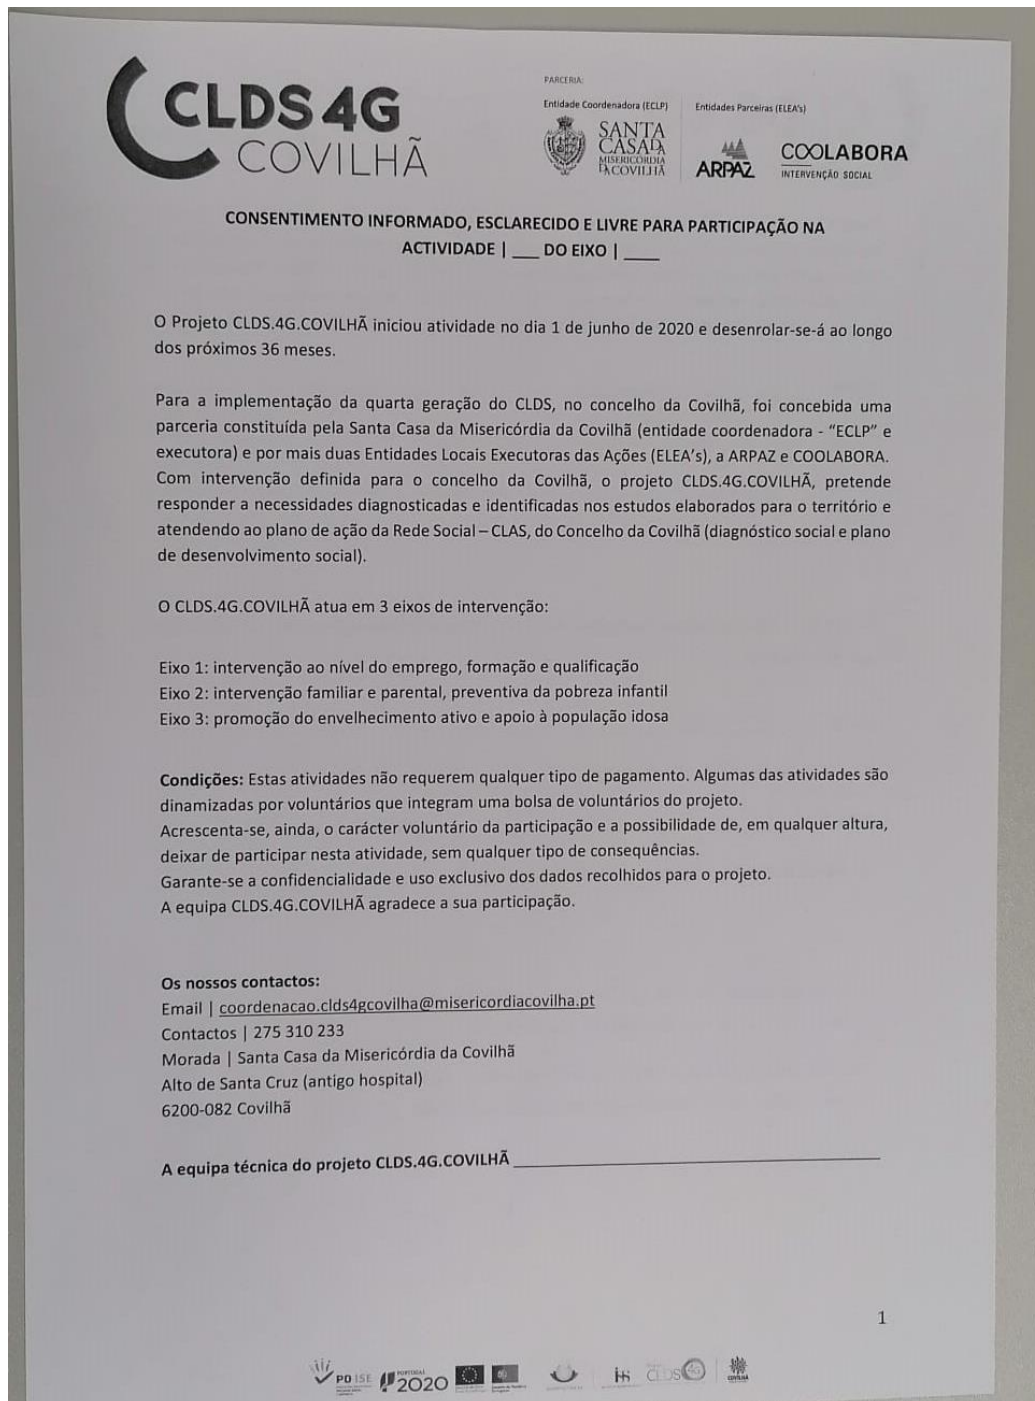 CLDS4G
COVILHÃ
PARCERIA:
Entidade Coordenadora (ECLP)
Entidades Parceiras (ELEA's)
SANTA
CASA DA
MISERICÓRDIA
DA COVILHÃ
ARPAZ
COOLABORA
INTERVENÇÃO SOCIAL
CONSENTIMENTO INFORMADO, ESCLARECIDO E LIVRE PARA PARTICIPAÇÃO NA
ACTIVIDADE | ___ DO EIXO | ____
O Projeto CLDS.4G.COVILHÃ iniciou atividade no dia 1 de junho de 2020 e desenrolar-se-á ao longo
dos próximos 36 meses.
Para a implementação da quarta geração do CLDS, no concelho da Covilhã, foi concebida uma
parceria constituída pela Santa Casa da Misericórdia da Covilhã (entidade coordenadora - “ECLP” e
executora) e por mais duas Entidades Locais Executoras das Ações (ELEA’s), a ARPAZ e COOLABORA.
Com intervenção definida para o concelho da Covilhã, o projeto CLDS.4G.COVILHÃ, pretende
responder a necessidades diagnosticadas e identificadas nos estudos elaborados para o território e
atendendo ao plano de ação da Rede Social – CLAS, do Concelho da Covilhã (diagnóstico social e plano
de desenvolvimento social).
O CLDS.4G.COVILHÃ atua em 3 eixos de intervenção:
Eixo 1: intervenção ao nível do emprego, formação e qualificação
Eixo 2: intervenção familiar e parental, preventiva da pobreza infantil
Eixo 3: promoção do envelhecimento ativo e apoio à população idosa
Condições: Estas atividades não requerem qualquer tipo de pagamento. Algumas das atividades são
dinamizadas por voluntários que integram uma bolsa de voluntários do projeto.
Acrescenta-se, ainda, o carácter voluntário da participação e a possibilidade de, em qualquer altura,
deixar de participar nesta atividade, sem qualquer tipo de consequências.
Garante-se a confidencialidade e uso exclusivo dos dados recolhidos para o projeto.
A equipa CLDS.4G.COVILHÃ agradece a sua participação.
Os nossos contactos:
Email | coordenacao.clds4gcovilha@misericordiacovilha.pt
Contactos | 275 310 233
Morada | Santa Casa da Misericórdia da Covilhã
Alto de Santa Cruz (antigo hospital)
6200-082 Covilhã
A equipa técnica do projeto CLDS.4G.COVILHÃ ____________________
1
PO ISE
PORTUGAL
2020
CLDS 4G
COVILHÃ